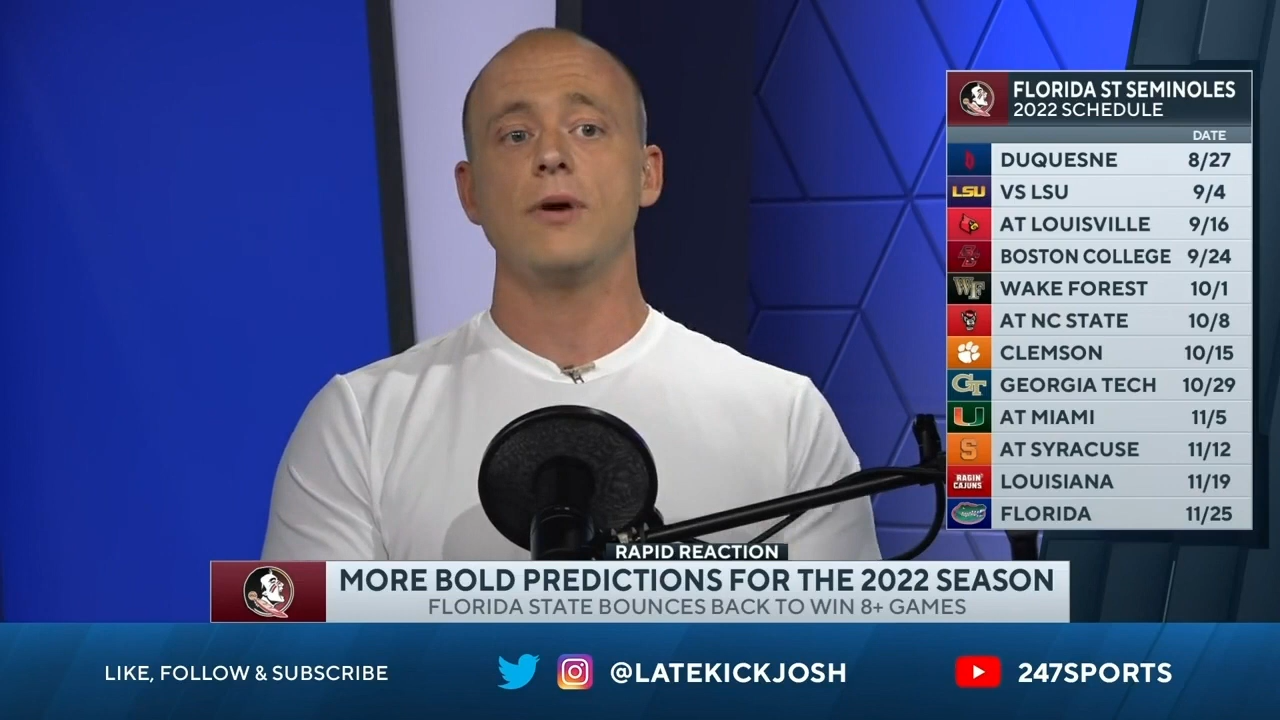 FLORIDA ST SEMINOLES
2022 SCHEDULE
DATE
DUQUESNE 8/27
LSU VS LSU 9/4
AT LOUISVILLE 9/16
BOSTON COLLEGE 9/24
WF WAKE FOREST 10/1
AT NC STATE 10/8
CLEMSON 10/15
GT GEORGIA TECH 10/29
U AT MIAMI 11/5
S AT SYRACUSE 11/12
RAGIN' CAJUNS LOUISIANA 11/19
FLORIDA 11/25
RAPID REACTION
MORE BOLD PREDICTIONS FOR THE 2022 SEASON
FLORIDA STATE BOUNCES BACK TO WIN 8+ GAMES
LIKE, FOLLOW & SUBSCRIBE @LATEKICKJOSH 247SPORTS